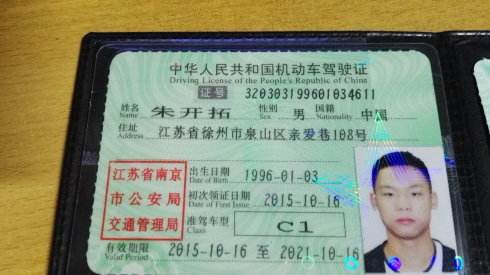 中华人民共和国机动车驾驶证
Driving License of the People's Republic of China
证号 320303199601034611
姓名 朱开拓 性别 男 国籍 中国
Name Sex Nationality
住址 江苏省徐州市泉山区亲爱巷108号
Address
江苏省南京
市公安局
交通管理局
出生日期 1996-01-03
Date of Birth
初次领证日期 2015-10-16
Date of First Issue
准驾车型 C1
Class
有效期限 2015-10-16 至 2021-10-16
Valid Period